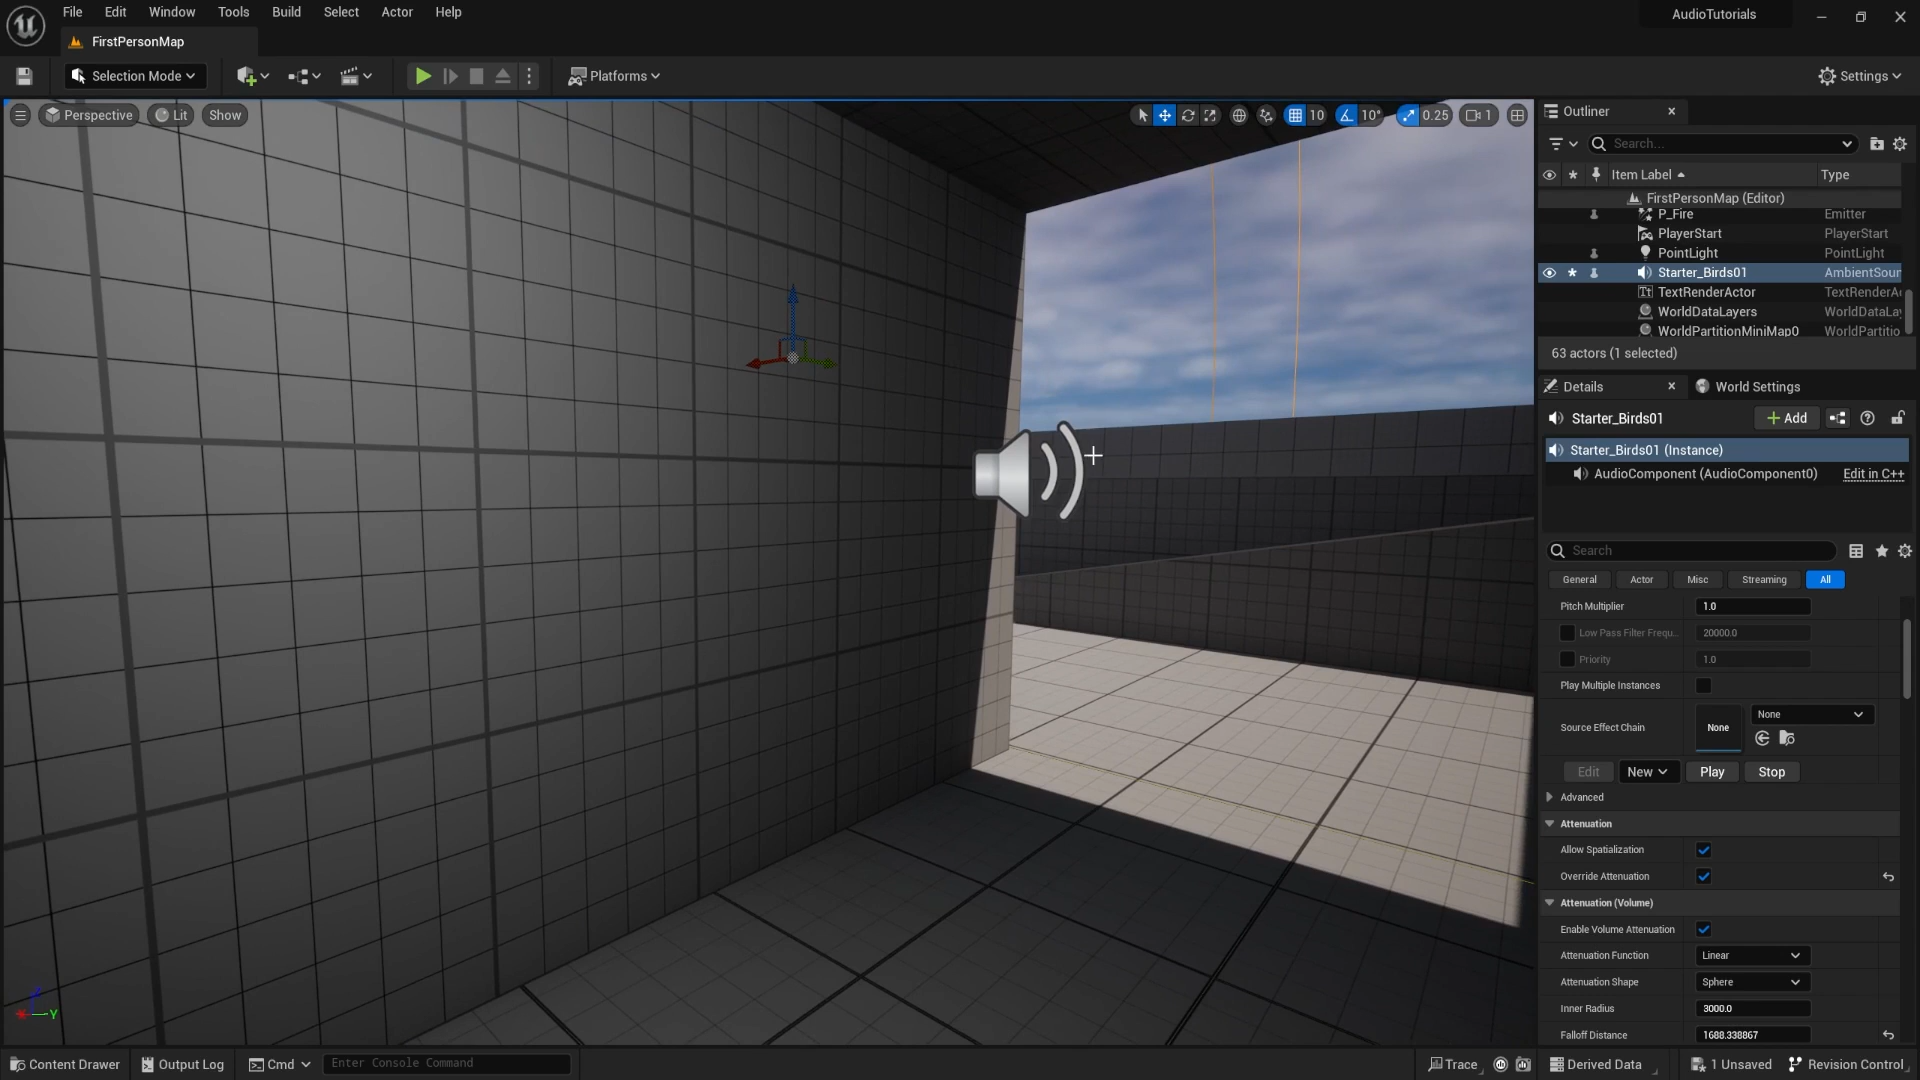 File Edit Window Tools Build Select Actor Help
AudioTutorials
FirstPersonMap
Selection Mode
Platforms
Settings
Perspective Lit Show
10 10° 0.25 1
Outliner
Search...
Item Label Type
FirstPersonMap (Editor)
P_Fire Emitter
PlayerStart PlayerStart
PointLight PointLight
Starter_Birds01 AmbientSour
TextRenderActor TextRenderA
WorldDataLayers WorldDataLa
WorldPartitionMiniMap0 WorldPartitio
63 actors (1 selected)
Details World Settings
Starter_Birds01 + Add
Starter_Birds01 (Instance)
AudioComponent (AudioComponent0) Edit in C++
Search
General Actor Misc Streaming All
Pitch Multiplier 1.0
Low Pass Filter Frequ... 20000.0
Priority 1.0
Play Multiple Instances
Source Effect Chain None None
Edit New Play Stop
Advanced
Attenuation
Allow Spatialization
Override Attenuation
Attenuation (Volume)
Enable Volume Attenuation
Attenuation Function Linear
Attenuation Shape Sphere
Inner Radius 3000.0
Falloff Distance 1688.338867
Y
Content Drawer Output Log Cmd Enter Console Command
Trace Derived Data 1 Unsaved Revision Control